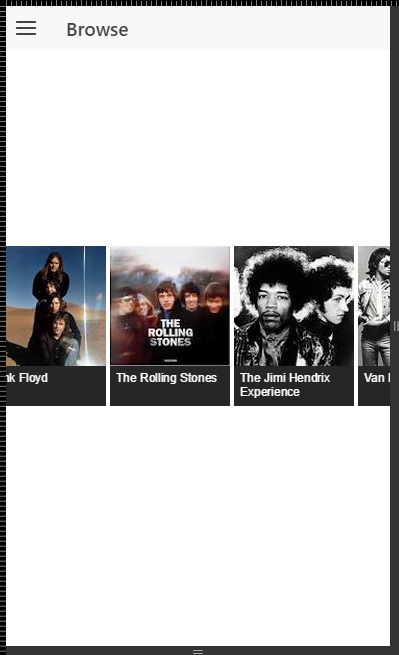 Browse
THE
ROLLING
STONES
nk Floyd
The Rolling Stones
The Jimi Hendrix
Experience
Van